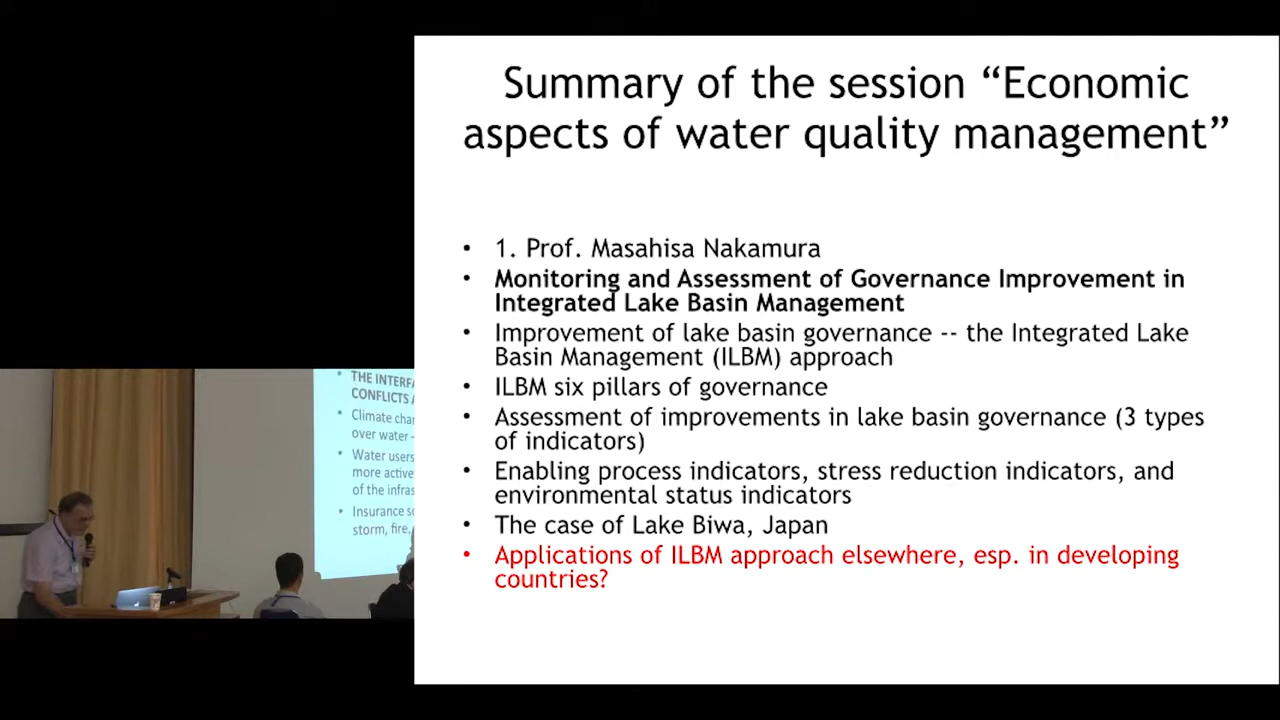 Summary of the session “Economic
aspects of water quality management”
• 1. Prof. Masahisa Nakamura
• Monitoring and Assessment of Governance Improvement in
Integrated Lake Basin Management
• Improvement of lake basin governance -- the Integrated Lake
Basin Management (ILBM) approach
• ILBM six pillars of governance
• Assessment of improvements in lake basin governance (3 types
of indicators)
• Enabling process indicators, stress reduction indicators, and
environmental status indicators
• The case of Lake Biwa, Japan
• Applications of ILBM approach elsewhere, esp. in developing
countries?
• THE
CONFLICTS
• Climate
over water -
• Water users
more active
of the
• Insurance
storm, fire,